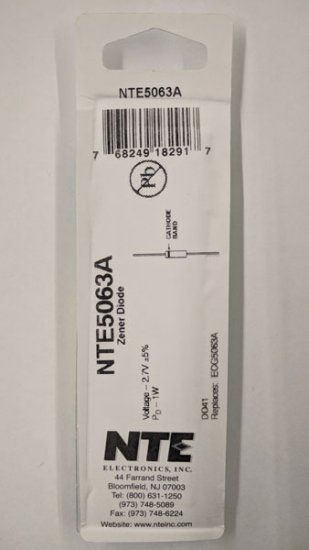 NTE5063A
7 68249 18291 7
Pb
CATHODE
BAND
NTE5063A
Zener Diode
Voltage – 2.7V ±5%
PD – 1W
DO41
Replaces: ECG5063A
NTE
ELECTRONICS, INC.
44 Farrand Street
Bloomfield, NJ 07003
Tel: (800) 631-1250
(973) 748-5089
Fax: (973) 748-6224
Website: www.nteinc.com